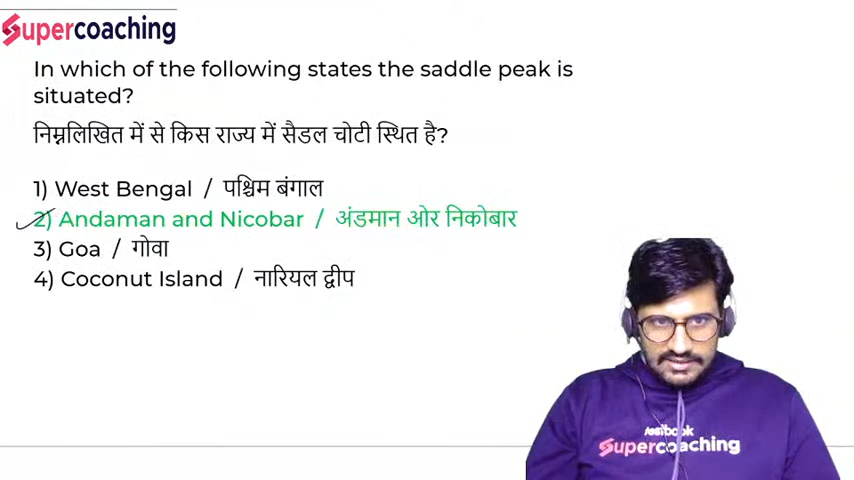 Supercoaching
In which of the following states the saddle peak is
situated?
निम्नलिखित में से किस राज्य में सैडल चोटी स्थित है?
1) West Bengal / पश्चिम बंगाल
2) Andaman and Nicobar / अंडमान ओर निकोबार
3) Goa / गोवा
4) Coconut Island / नारियल द्वीप
testbook
Supercoaching